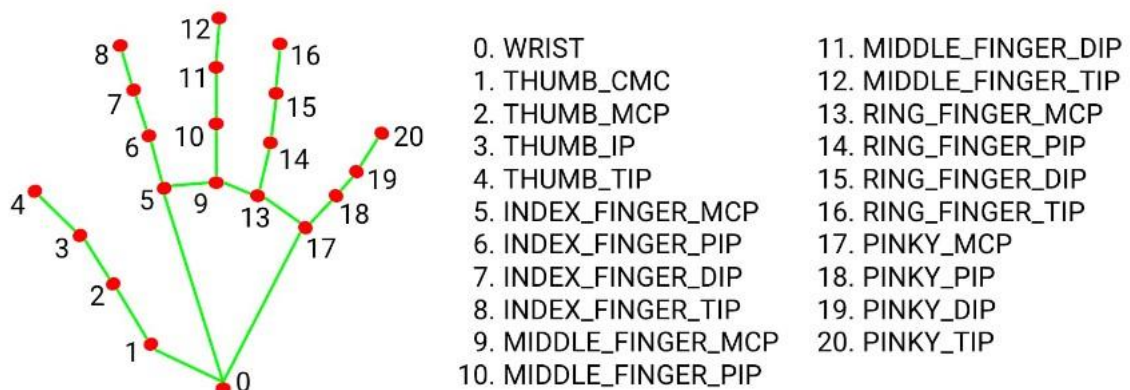 12
8
16
11
7
15
10
20
6
14
19
4
5
9
13
18
3
17
2
1
0
0. WRIST
1. THUMB_CMC
2. THUMB_MCP
3. THUMB_IP
4. THUMB_TIP
5. INDEX_FINGER_MCP
6. INDEX_FINGER_PIP
7. INDEX_FINGER_DIP
8. INDEX_FINGER_TIP
9. MIDDLE_FINGER_MCP
10. MIDDLE_FINGER_PIP
11. MIDDLE_FINGER_DIP
12. MIDDLE_FINGER_TIP
13. RING_FINGER_MCP
14. RING_FINGER_PIP
15. RING_FINGER_DIP
16. RING_FINGER_TIP
17. PINKY_MCP
18. PINKY_PIP
19. PINKY_DIP
20. PINKY_TIP